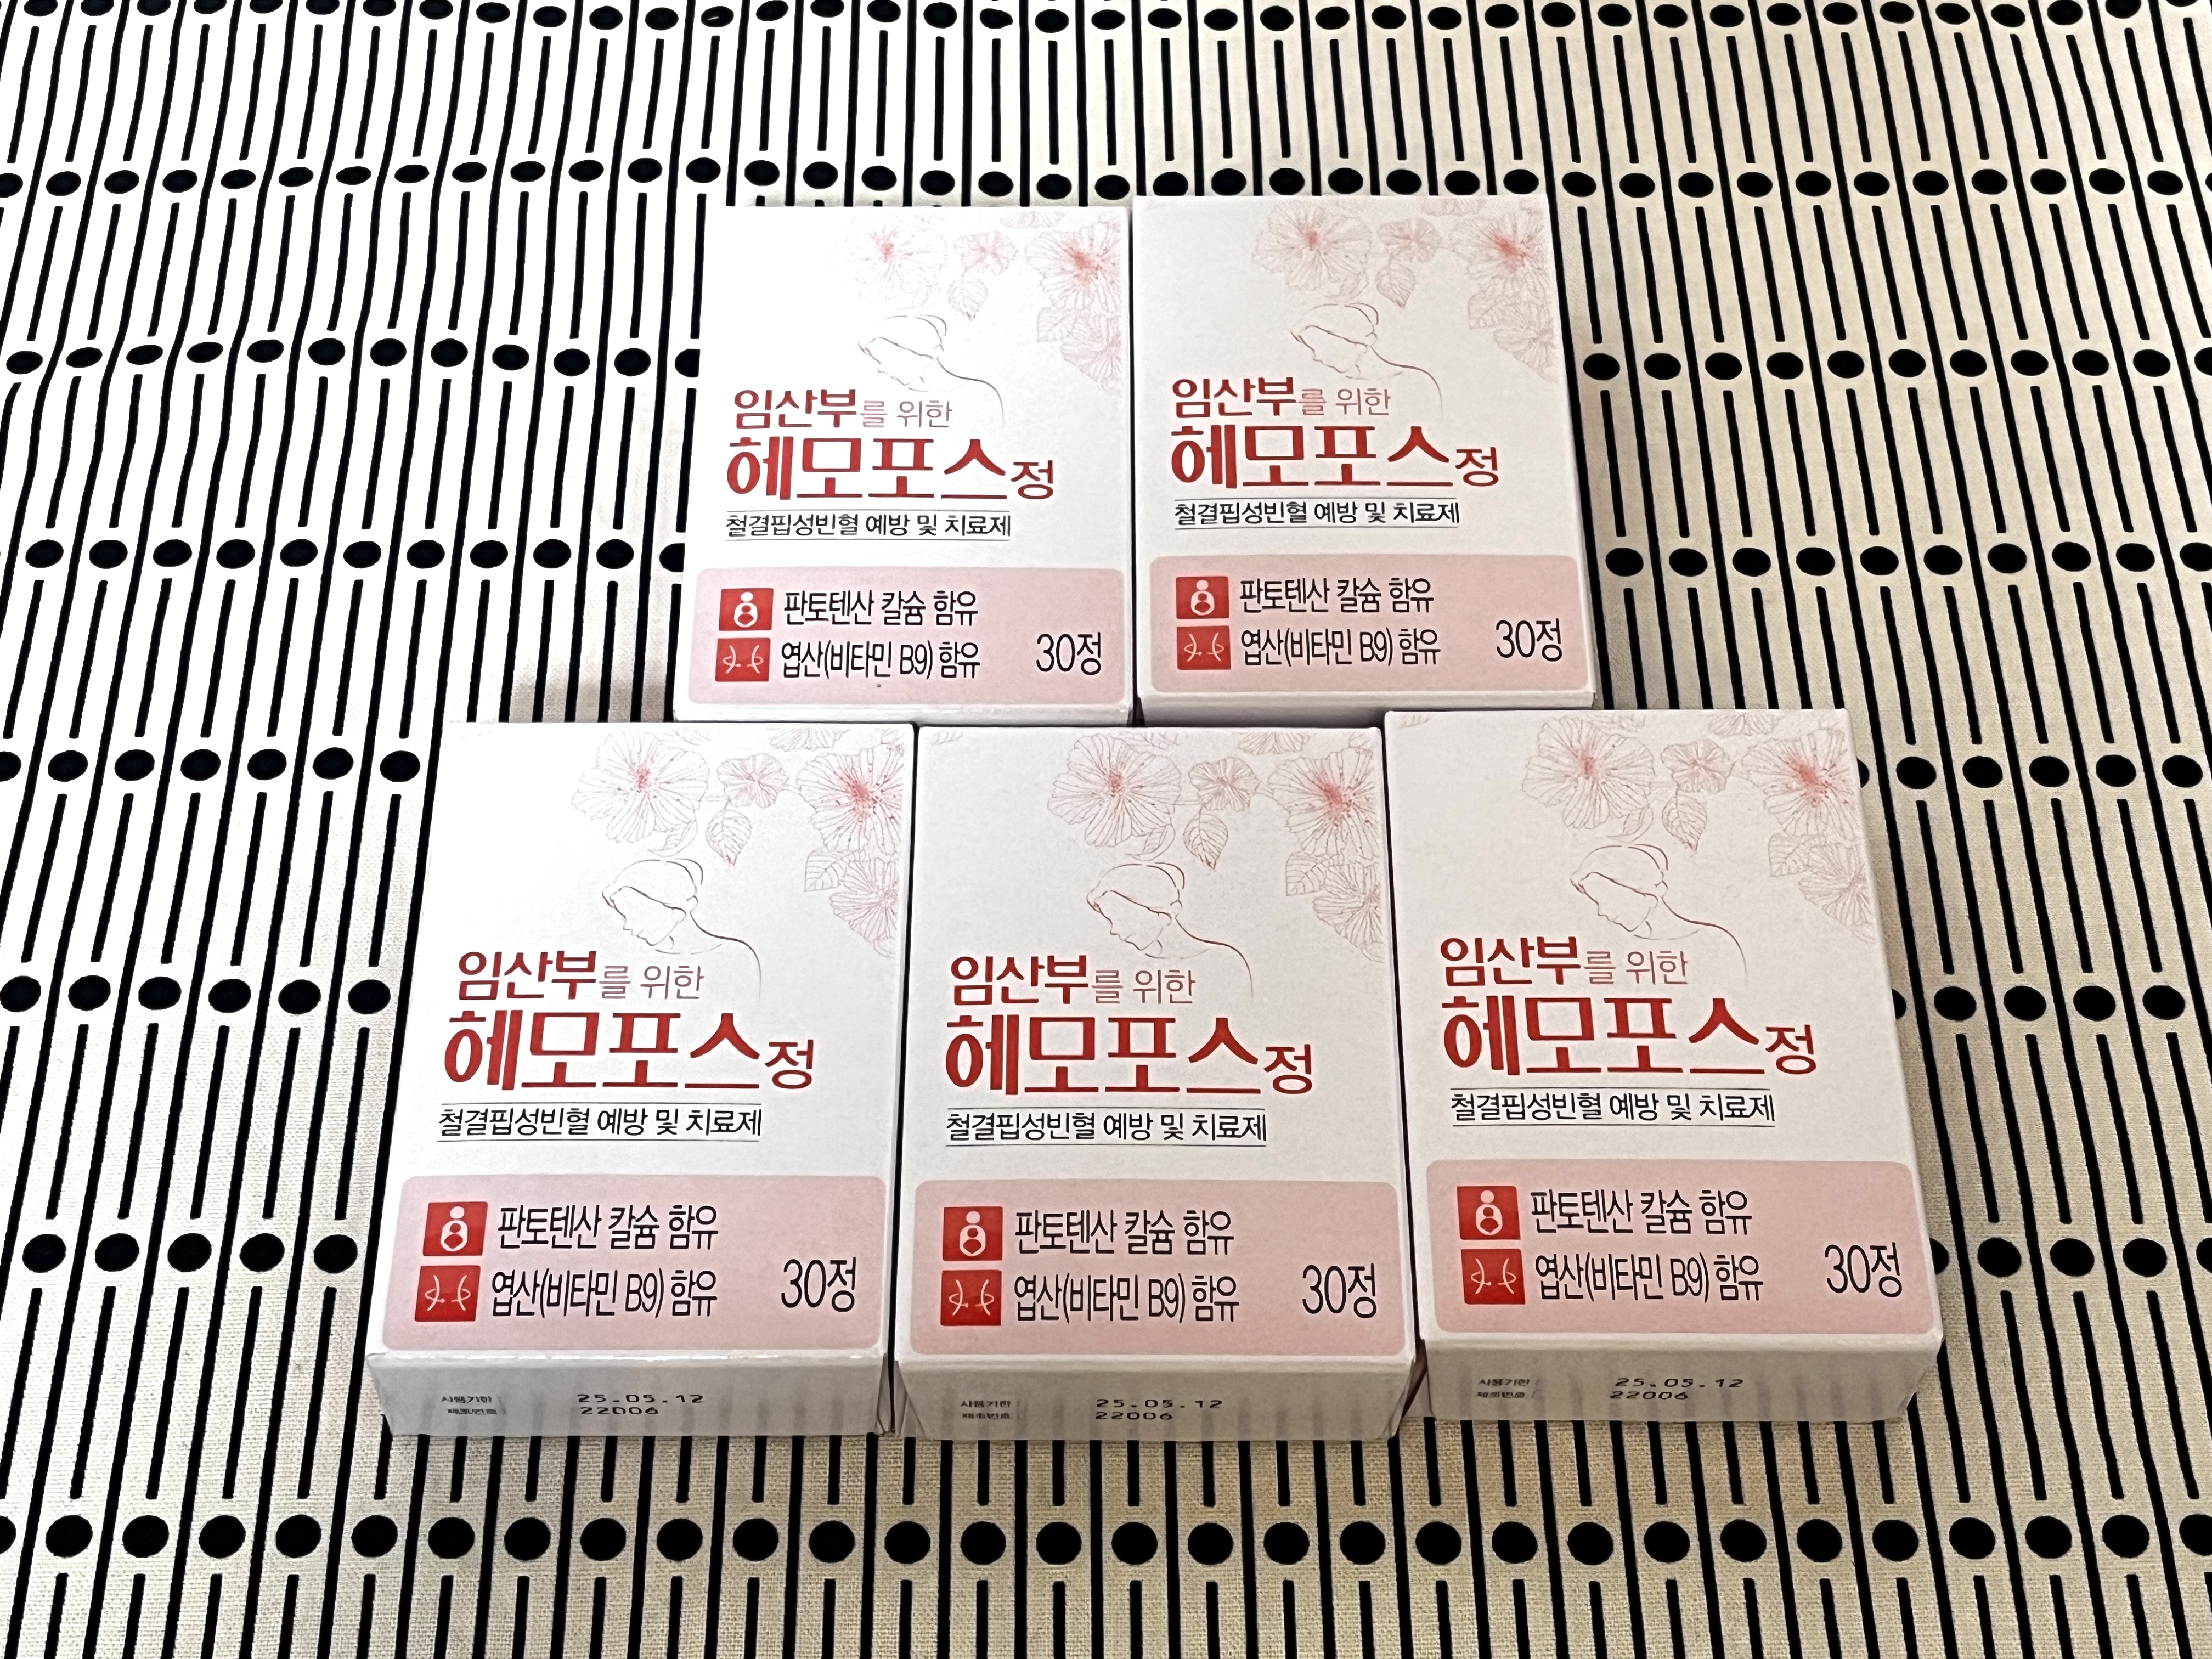 임산부를 위한
헤모포스정
철결핍성빈혈 예방 및 치료제
판토텐산 칼슘 함유
엽산(비타민 B9) 함유
30정
임산부를 위한
헤모포스정
철결핍성빈혈 예방 및 치료제
판토텐산 칼슘 함유
엽산(비타민 B9) 함유
30정
임산부를 위한
헤모포스정
철결핍성빈혈 예방 및 치료제
판토텐산 칼슘 함유
엽산(비타민 B9) 함유
30정
사용기한 25.05.12
제조번호 22006
임산부를 위한
헤모포스정
철결핍성빈혈 예방 및 치료제
판토텐산 칼슘 함유
엽산(비타민 B9) 함유
30정
사용기한 25.05.12
제조번호 22006
임산부를 위한
헤모포스정
철결핍성빈혈 예방 및 치료제
판토텐산 칼슘 함유
엽산(비타민 B9) 함유
30정
사용기한 25.05.12
제조번호 22006